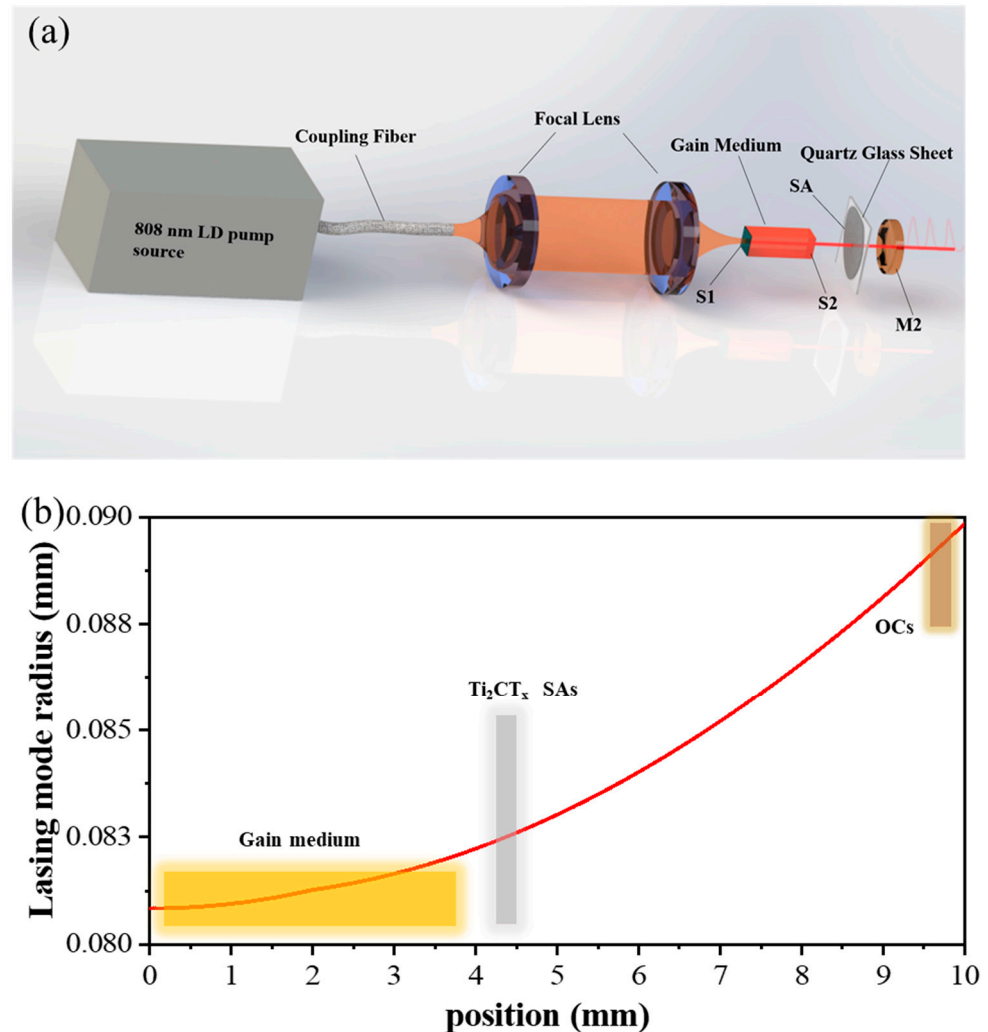 (a)
Coupling Fiber
Focal Lens
Gain Medium
Quartz Glass Sheet
SA
808 nm LD pump
source
S1
S2
M2
(b)
0.090
0.088
0.085
0.083
0.080
Lasing mode radius (mm)
OCs
Ti₂CTₓ SAs
Gain medium
0 1 2 3 4 5 6 7 8 9 10
position (mm)